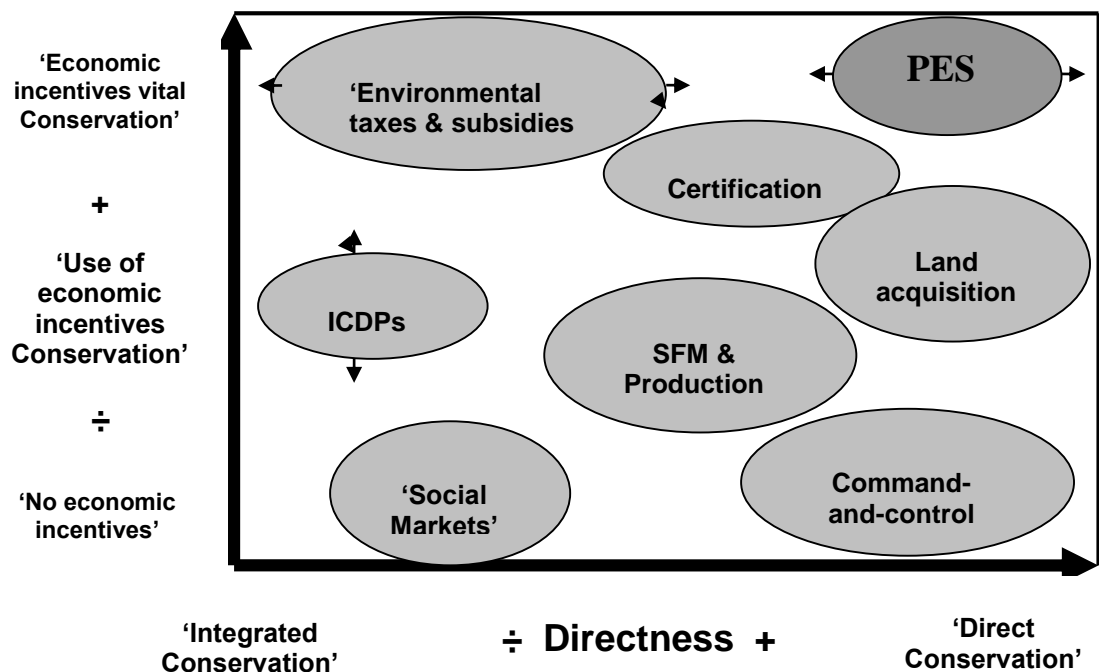 ‘Economic
incentives vital
Conservation’
+
‘Use of
economic
incentives
Conservation’
÷
‘No economic
incentives’
‘Environmental
taxes & subsidies
PES
Certification
Land
acquisition
ICDPs
SFM &
Production
‘Social
Markets’
Command-
and-control
‘Integrated
Conservation’
÷ Directness +
‘Direct
Conservation’